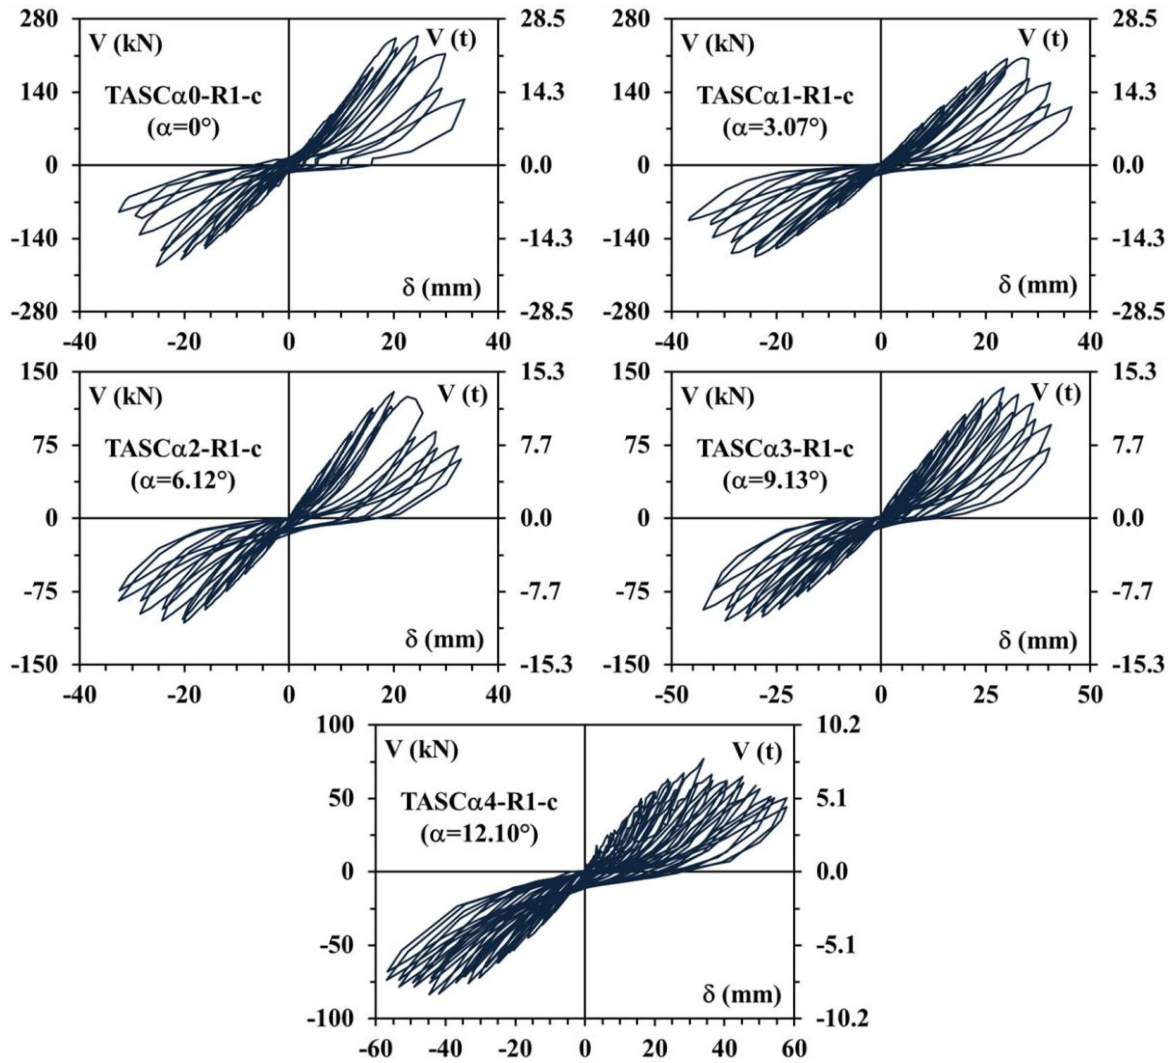 280
V (kN)
V (t)
28.5
140
TASCα0-R1-c
14.3
(α=0°)
0
0.0
-140
-14.3
δ (mm)
-280
28.5
-40 -20 0 20 40
280
V (kN)
V (t)
28.5
140
TASCα1-R1-c
14.3
(α=3.07°)
0
0.0
-140
-14.3
δ (mm)
-280
28.5
-40 -20 0 20 40
150
V (kN)
V (t)
15.3
75
TASCα2-R1-c
7.7
(α=6.12°)
0
0.0
-75
-7.7
δ (mm)
-150
-15.3
-40 -20 0 20 40
150
V (kN)
V (t)
15.3
75
TASCα3-R1-c
7.7
(α=9.13°)
0
0.0
-75
-7.7
δ (mm)
-150
-15.3
-50 -25 0 25 50
100
V (kN)
V (t)
10.2
50
TASCα4-R1-c
5.1
(α=12.10°)
0
0.0
-50
-5.1
δ (mm)
-100
-10.2
-60 -40 -20 0 20 40 60